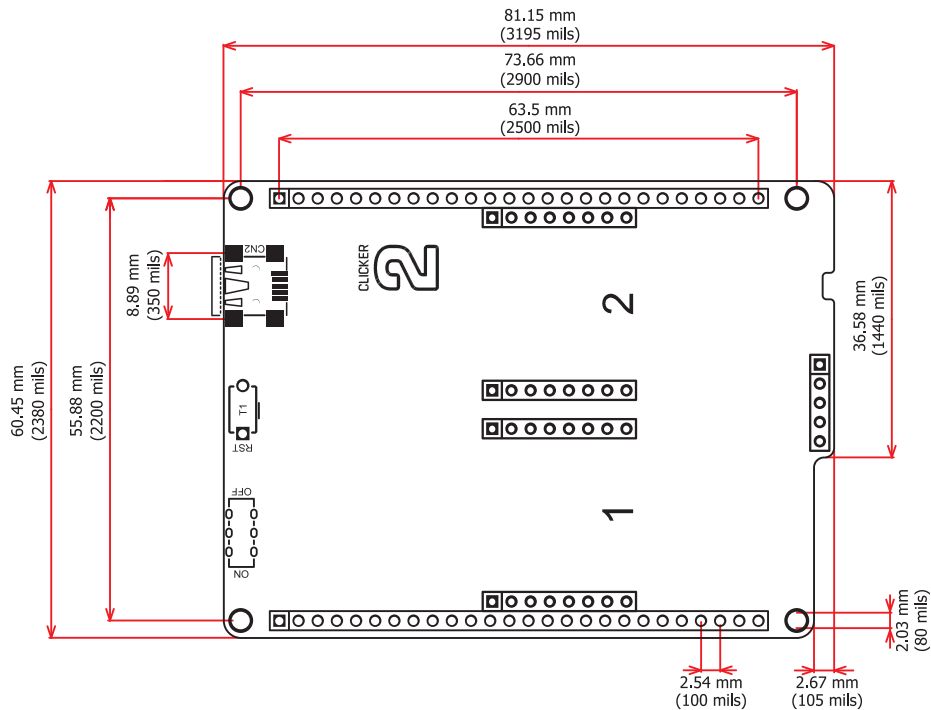 81.15 mm
(3195 mils)
73.66 mm
(2900 mils)
63.5 mm
(2500 mils)
CN2
CLICKER
2
8.89 mm
(350 mils)
2
36.58 mm
(1440 mils)
60.45 mm
(2380 mils)
55.88 mm
(2200 mils)
T1
RST
OFF
1
ON
2.03 mm
(80 mils)
2.54 mm
(100 mils)
2.67 mm
(105 mils)